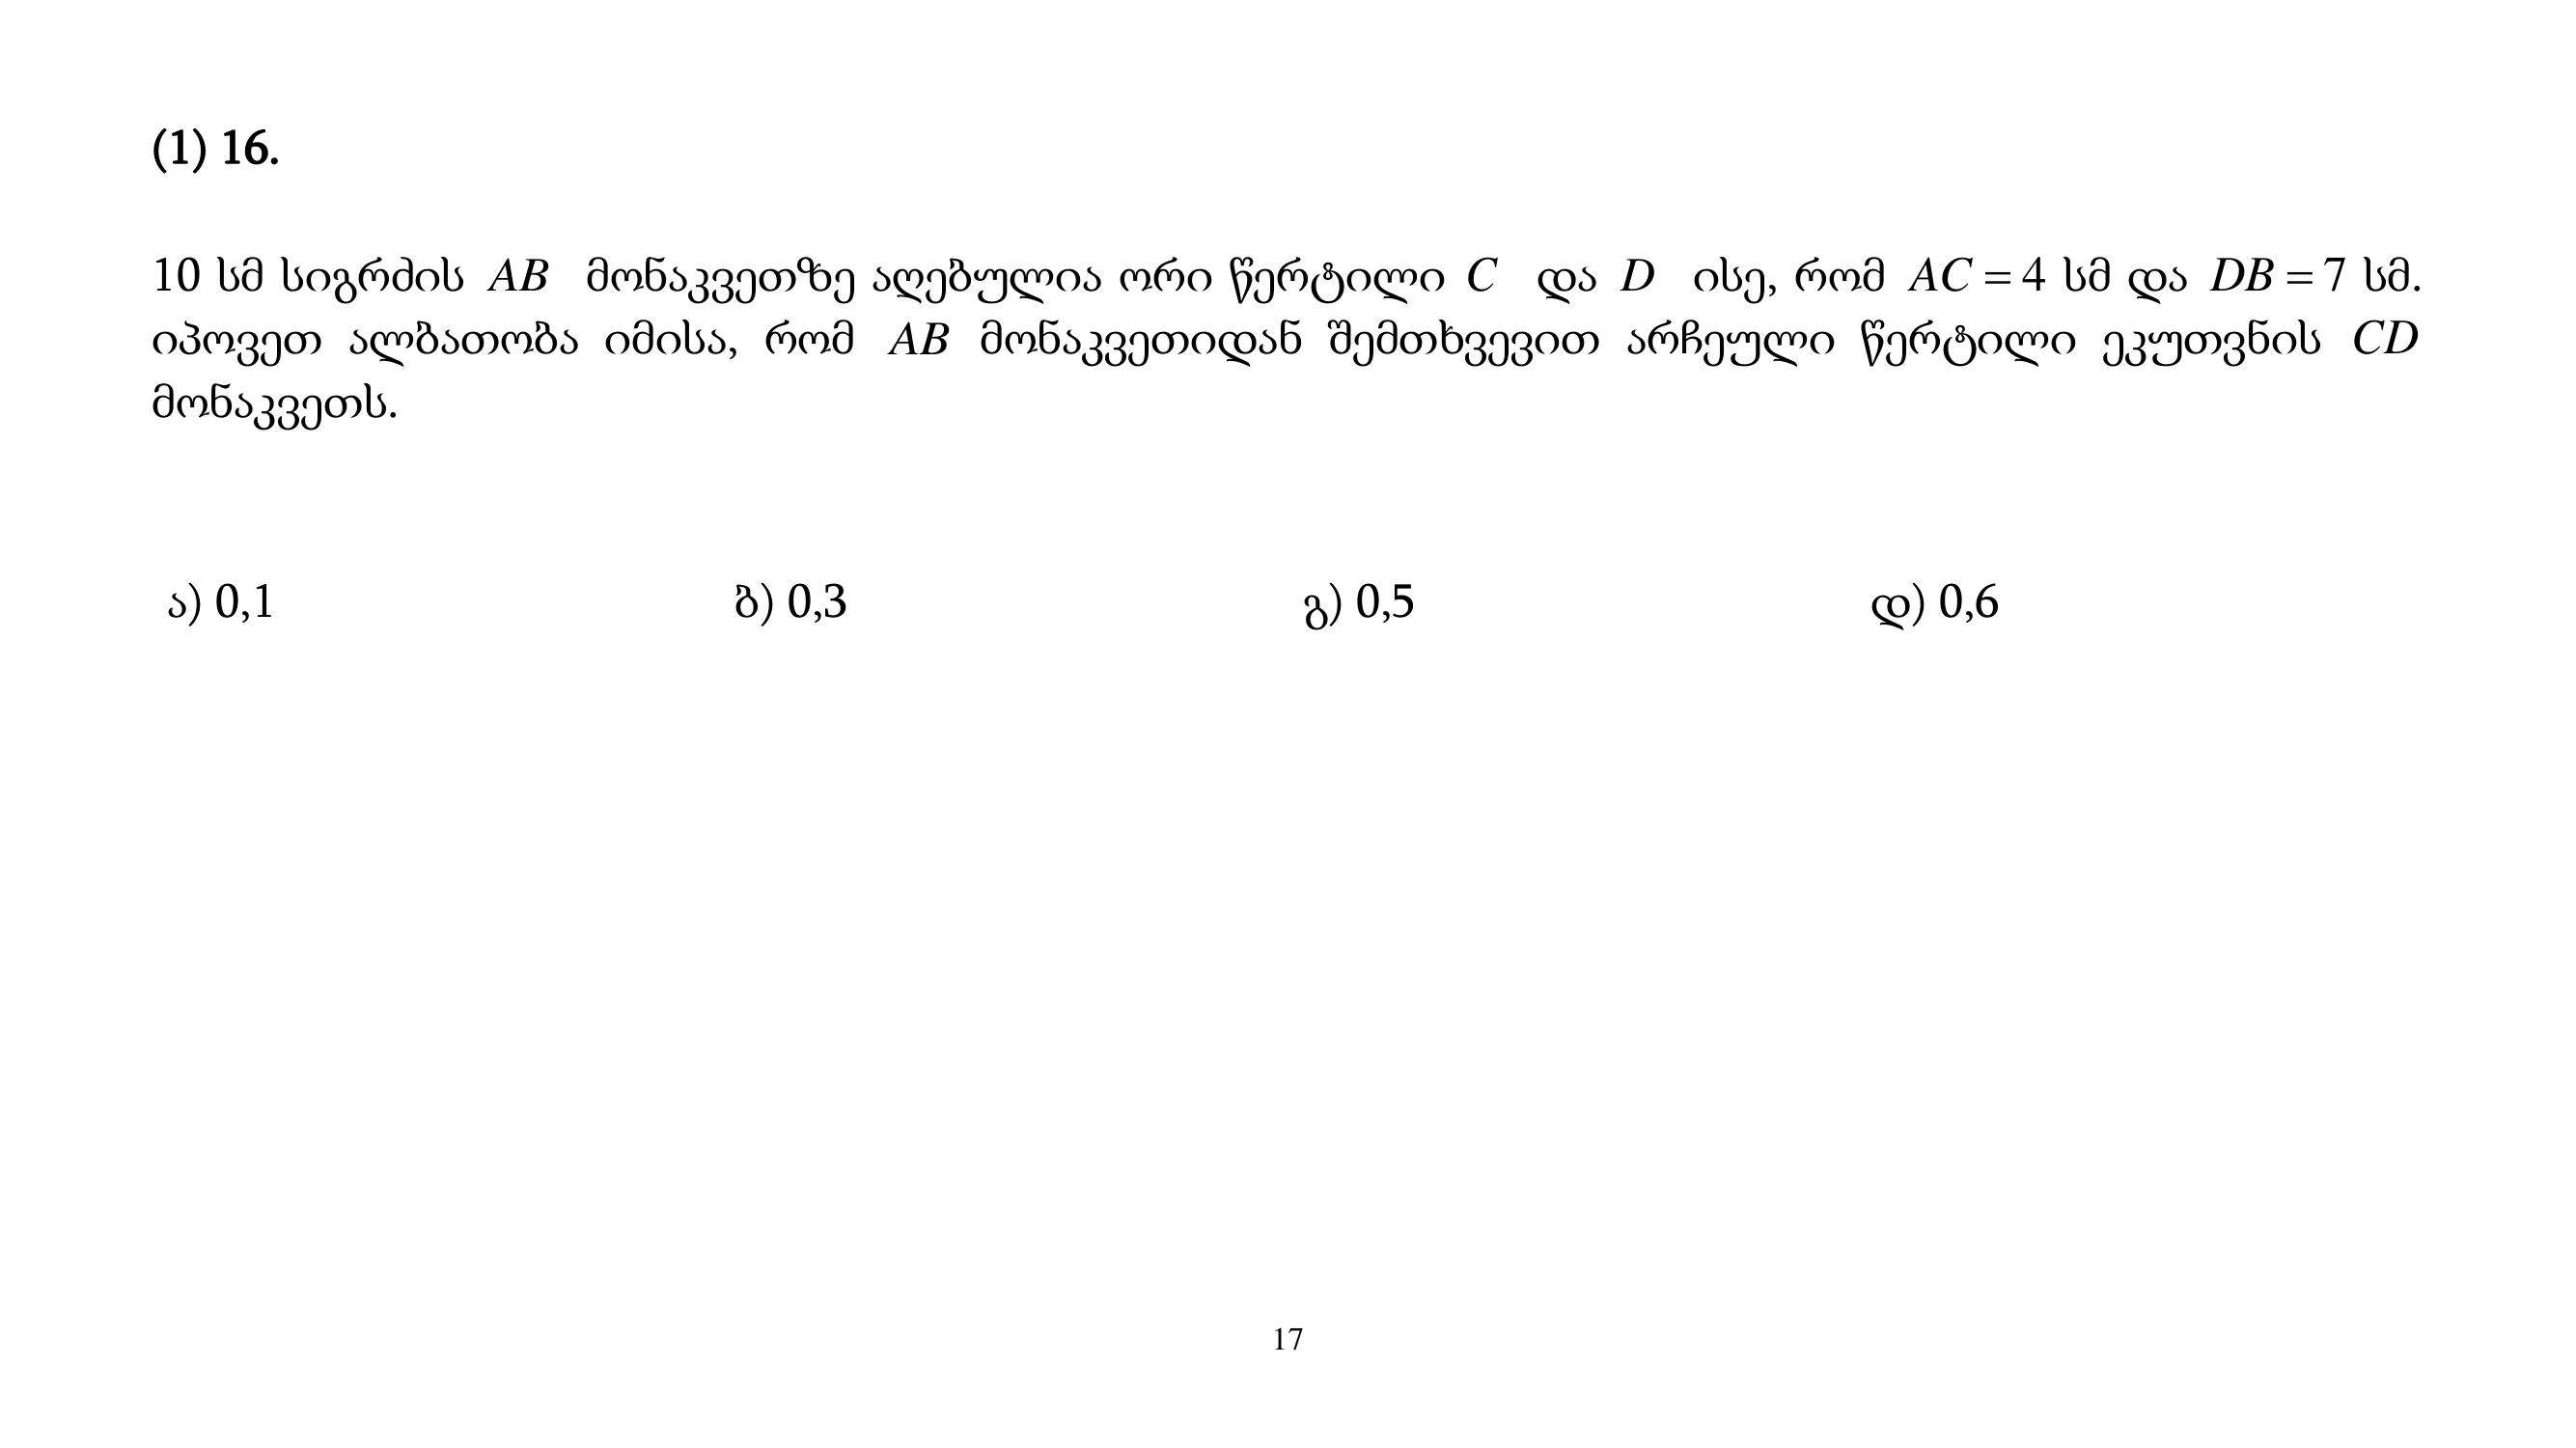 (1) 16.
10 სმ სიგრძის AB მონაკვეთზე აღებულია ორი წერტილი C და D ისე, რომ AC = 4 სმ და DB = 7 სმ.
იპოვეთ ალბათობა იმისა, რომ AB მონაკვეთიდან შემთხვევით არჩეული წერტილი ეკუთვნის CD
მონაკვეთს.
ა) 0,1 ბ) 0,3 გ) 0,5 დ) 0,6
17